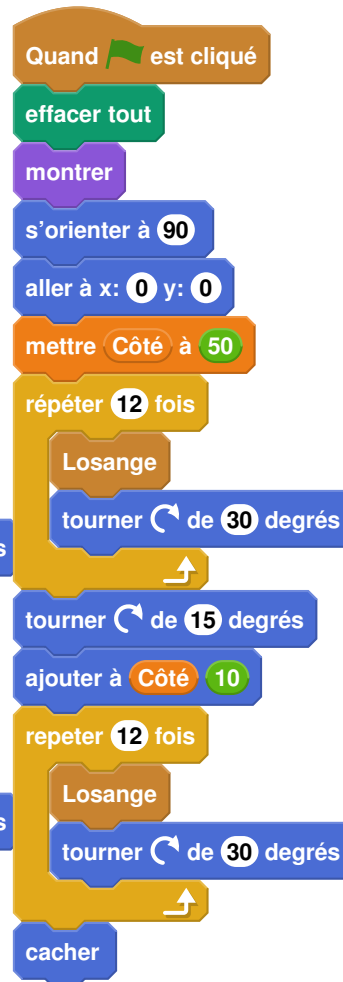 Quand est cliqué
effacer tout
montrer
s'orienter à 90
aller à x: 0 y: 0
mettre Côté à 50
répéter 12 fois
Losange
tourner de 30 degrés
s
tourner de 15 degrés
ajouter à Côté 10
repeter 12 fois
Losange
s
tourner de 30 degrés
cacher